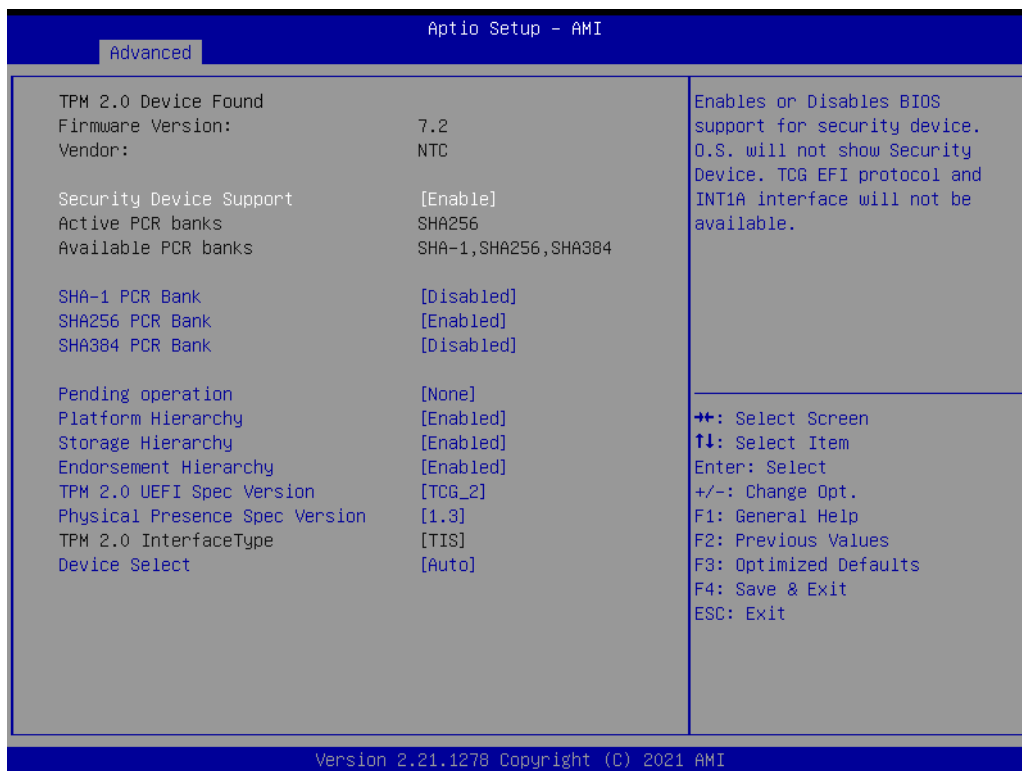 Aptio Setup - AMI
Advanced
TPM 2.0 Device Found
Firmware Version: 7.2
Vendor: NTC
Security Device Support [Enable]
Active PCR banks SHA256
Available PCR banks SHA-1,SHA256,SHA384
SHA-1 PCR Bank [Disabled]
SHA256 PCR Bank [Enabled]
SHA384 PCR Bank [Disabled]
Pending operation [None]
Platform Hierarchy [Enabled]
Storage Hierarchy [Enabled]
Endorsement Hierarchy [Enabled]
TPM 2.0 UEFI Spec Version [TCG_2]
Physical Presence Spec Version [1.3]
TPM 2.0 InterfaceType [TIS]
Device Select [Auto]
Enables or Disables BIOS
support for security device.
O.S. will not show Security
Device. TCG EFI protocol and
INT1A interface will not be
available.
→←: Select Screen
↑↓: Select Item
Enter: Select
+/-: Change Opt.
F1: General Help
F2: Previous Values
F3: Optimized Defaults
F4: Save & Exit
ESC: Exit
Version 2.21.1278 Copyright (C) 2021 AMI